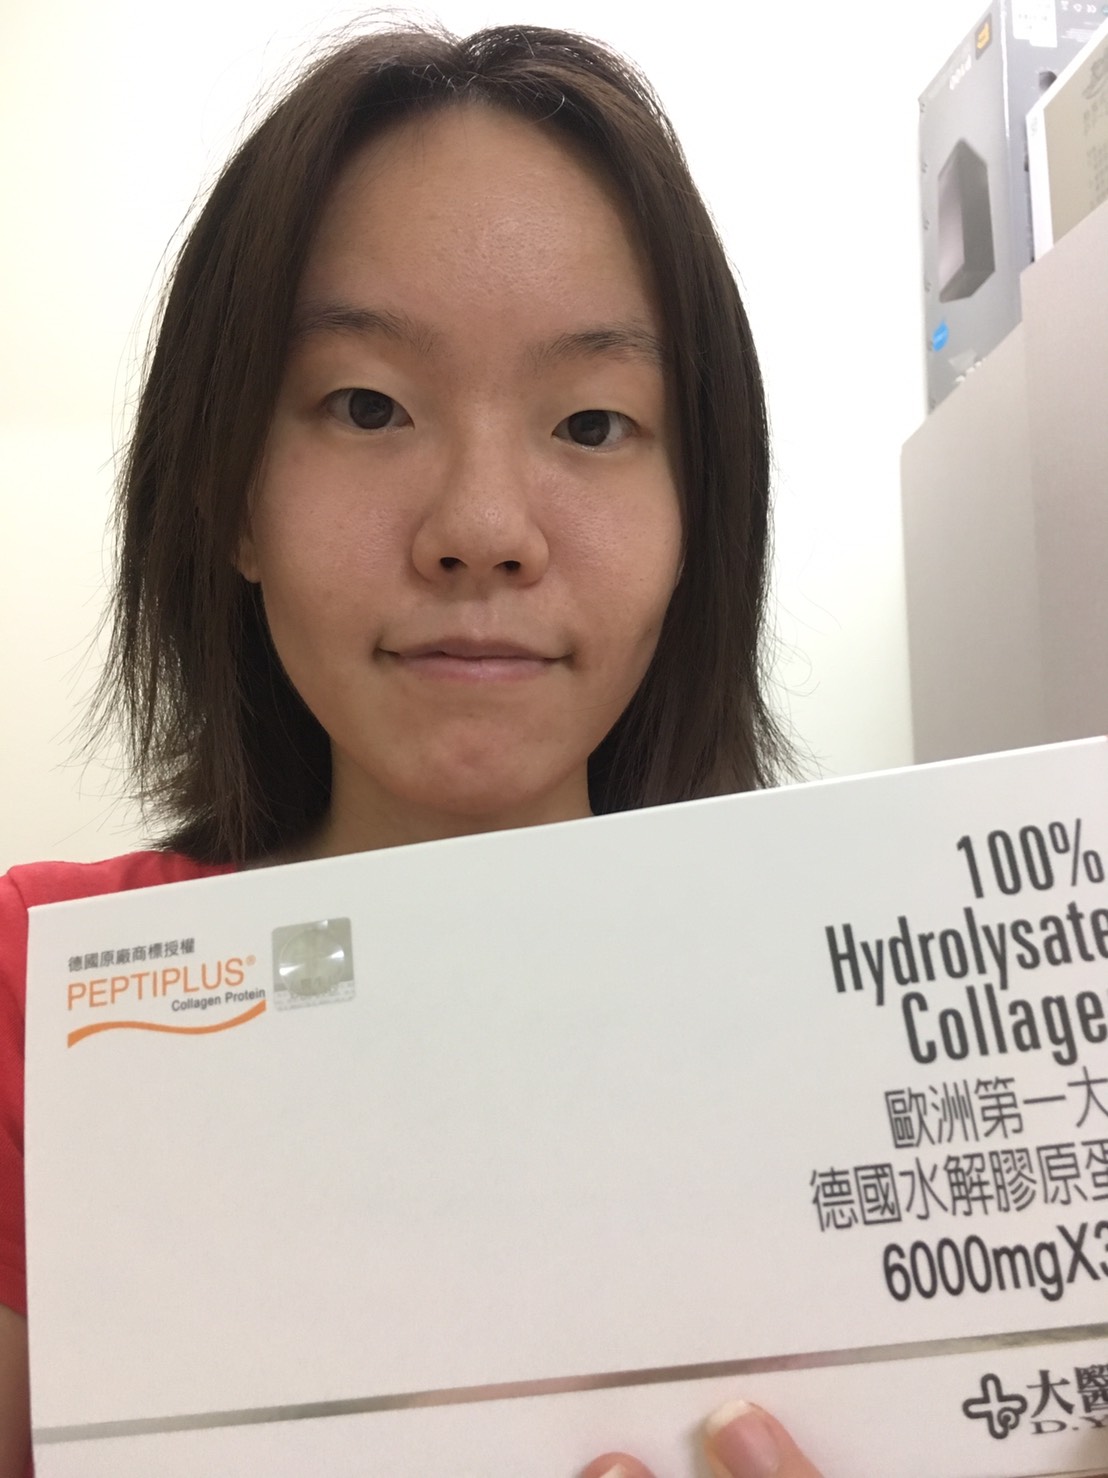 德國原廠商標授權
PEPTIPLUS®
Collagen Protein
100%
Hydrolysate
Collage
歐洲第一大
德國水解膠原蛋
6000mgX3
大醫
D.Y